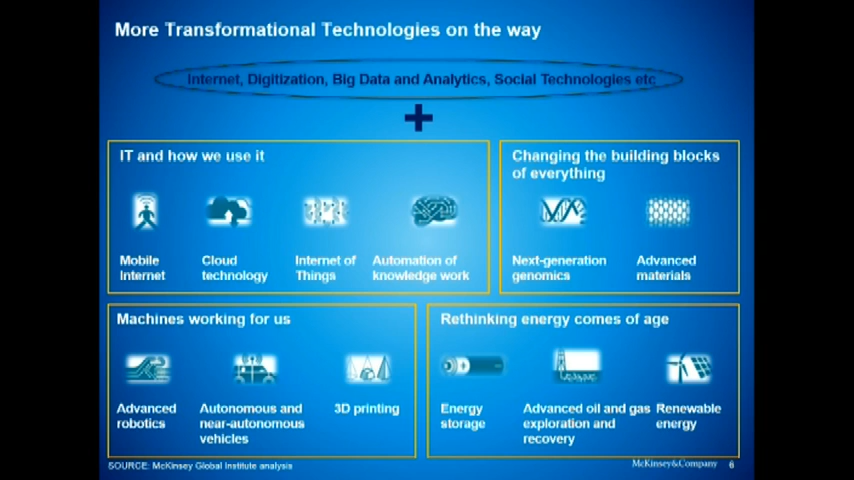 More Transformational Technologies on the way
Internet, Digitization, Big Data and Analytics, Social Technologies etc
+
IT and how we use it
Mobile
Internet
Cloud
technology
Internet of
Things
Automation of
knowledge work
Changing the building blocks
of everything
Next-generation
genomics
Advanced
materials
Machines working for us
Advanced
robotics
Autonomous and
near-autonomous
vehicles
3D printing
Rethinking energy comes of age
Energy
storage
Advanced oil and gas
exploration and
recovery
Renewable
energy
SOURCE: McKinsey Global Institute analysis
McKinsey&Company 6